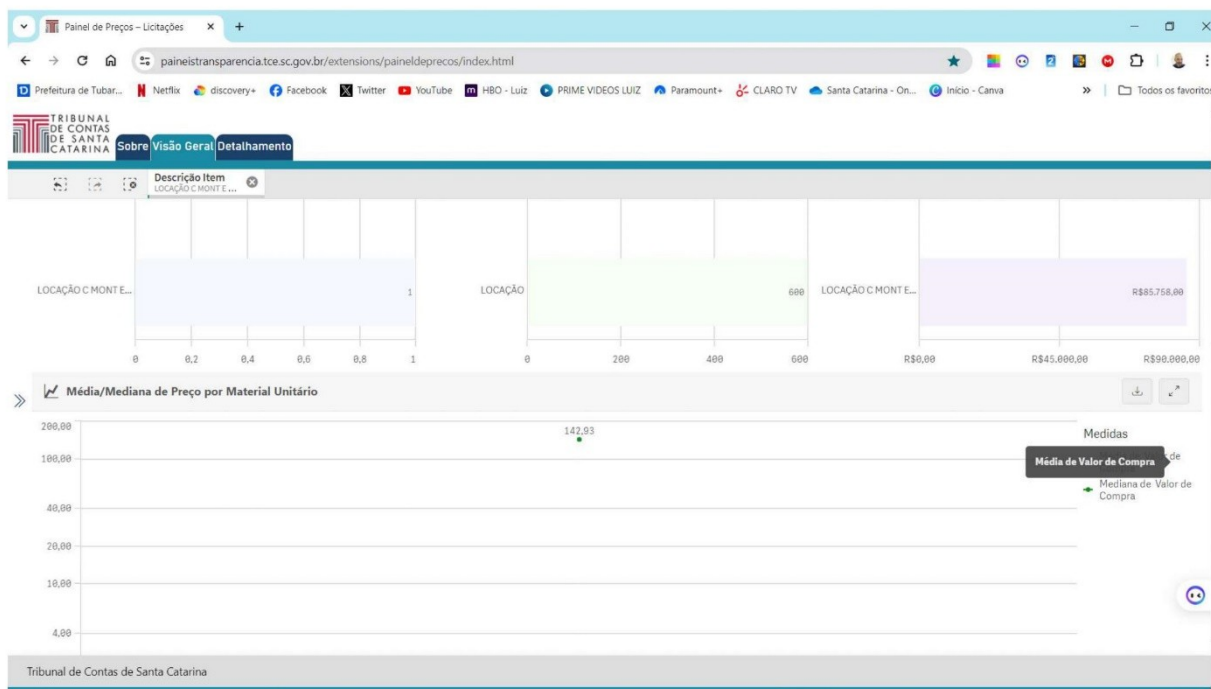 Painel de Preços – Licitações
paineistransparencia.tce.sc.gov.br/extensions/paineldeprecos/index.html
Prefeitura de Tubar... Netflix discovery+ Facebook Twitter YouTube HBO - Luiz PRIME VIDEOS LUIZ Paramount+ CLARO TV Santa Catarina - On... Início - Canva » Todos os favoritos
TRIBUNAL
DE CONTAS
DE SANTA
CATARINA
Sobre Visão Geral Detalhamento
Descrição Item
LOCAÇÃO C MONT E ...
LOCAÇÃO C MONT E... 1 LOCAÇÃO 600 LOCAÇÃO C MONT E... R$85.758,00
0 0,2 0,4 0,6 0,8 1 0 200 400 600 R$0,00 R$45.000,00 R$90.000,00
Média/Mediana de Preço por Material Unitário
200,00
142,93
Medidas
100,00
Média de Valor de Compra
de
Mediana de Valor de
Compra
40,00
20,00
10,00
4,00
Tribunal de Contas de Santa Catarina